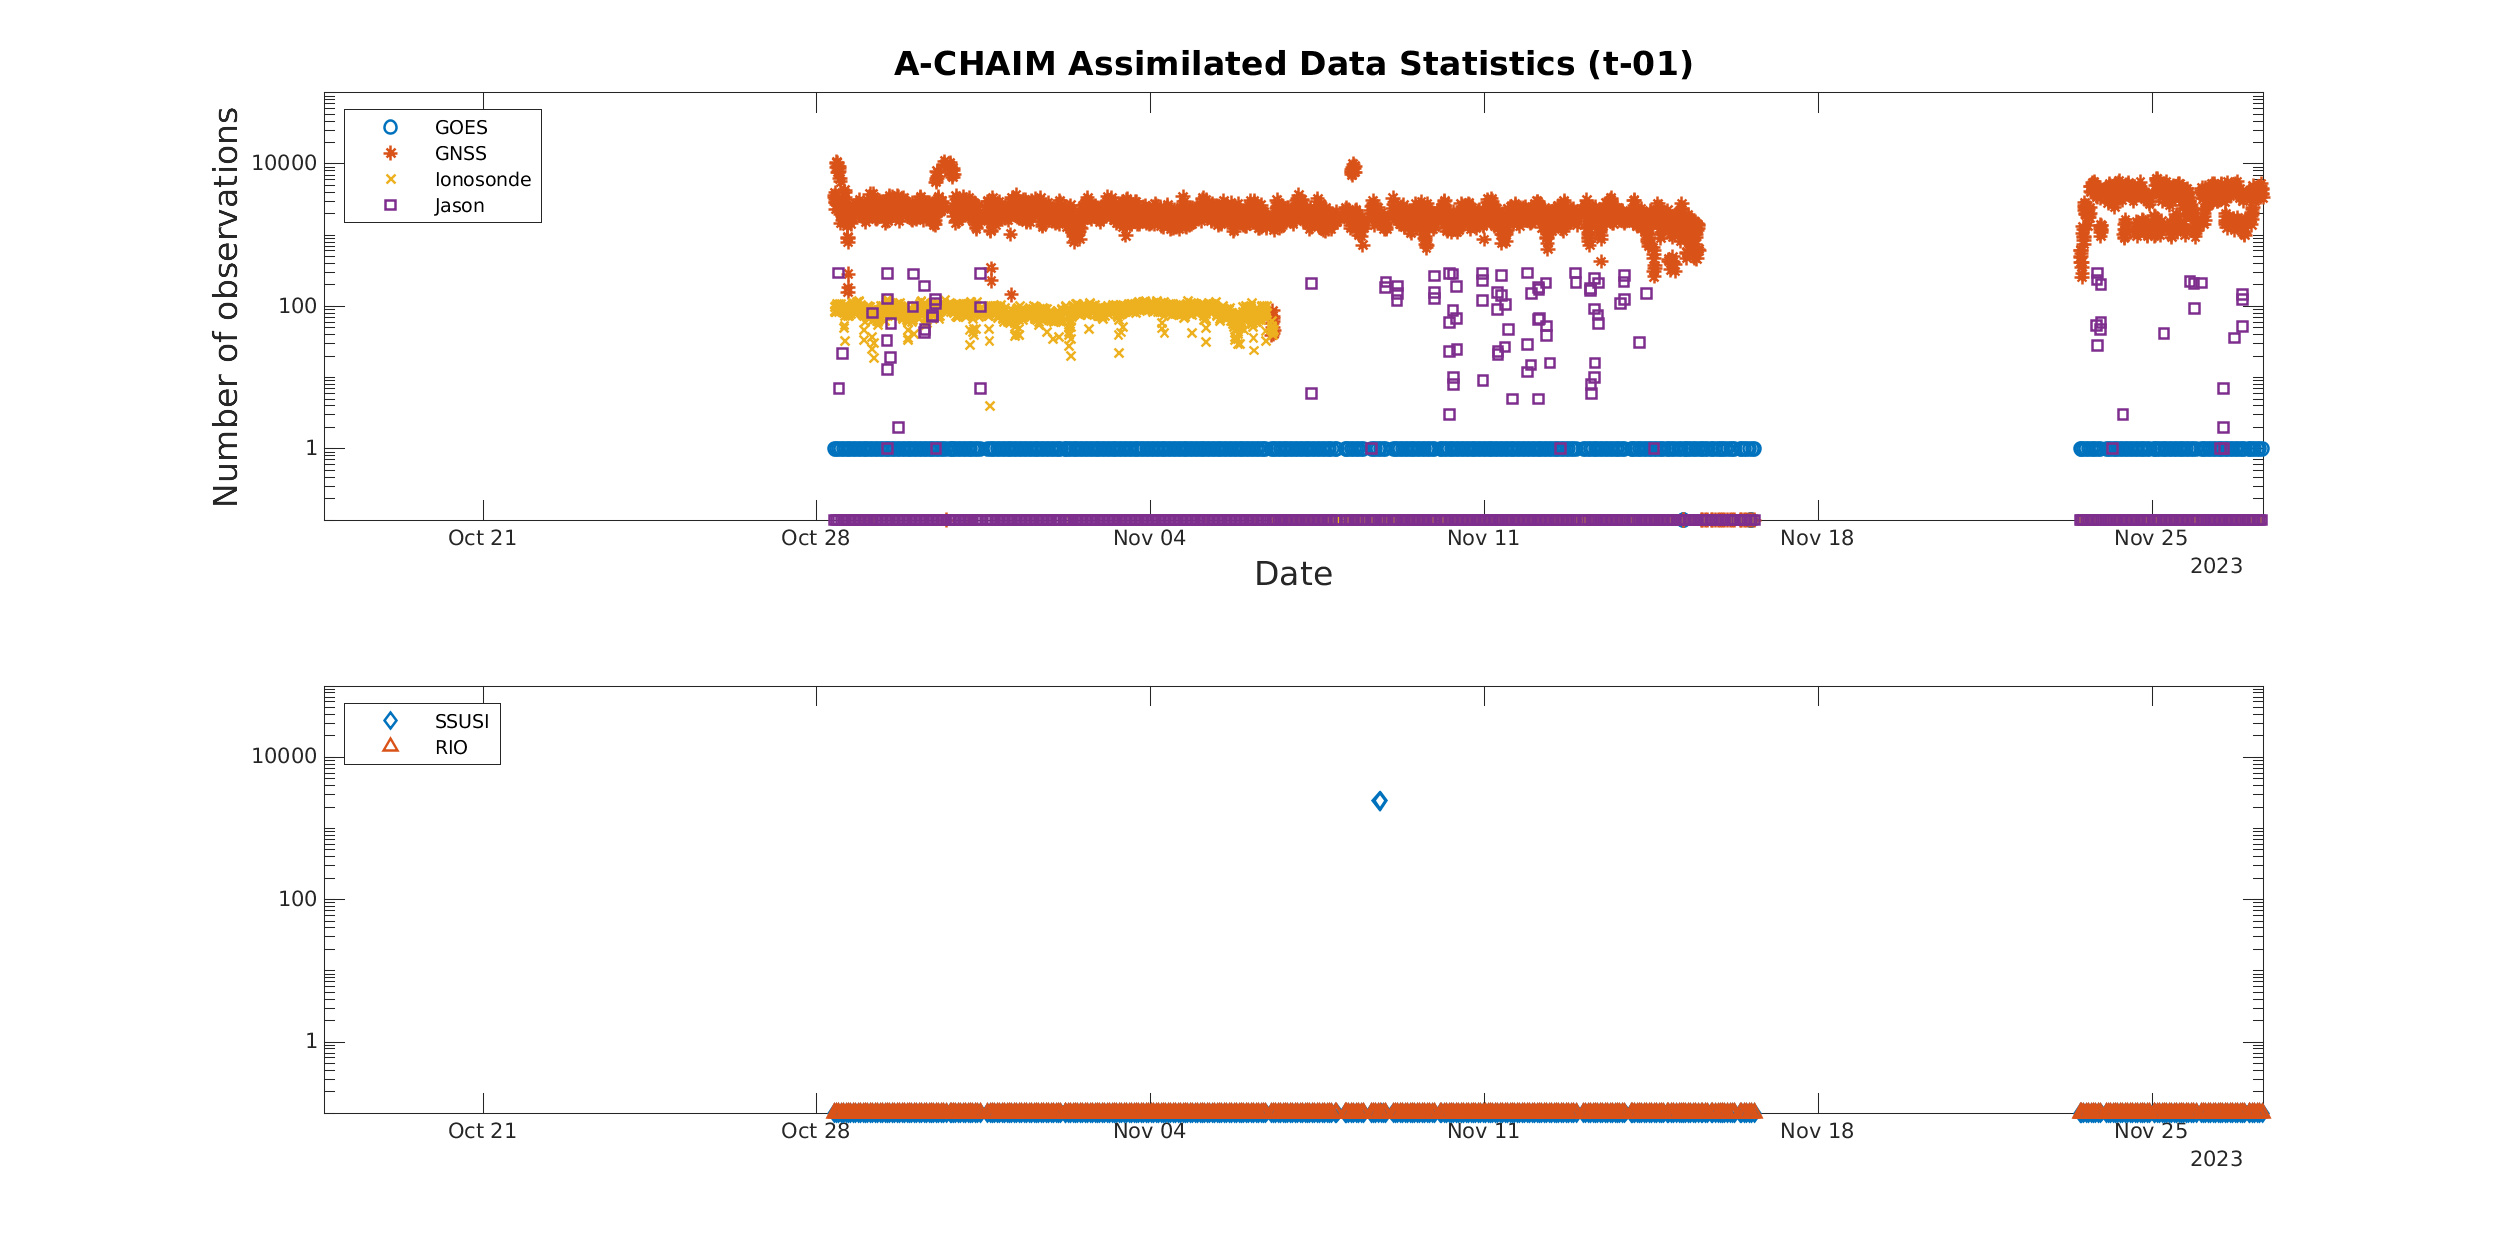 A-CHAIM Assimilated Data Statistics (t-01)
GOES
GNSS
Ionosonde
Jason
Number of observations
10000
100
1
Oct 21 Oct 28 Nov 04 Nov 11 Nov 18 Nov 25
2023
Date
SSUSI
RIO
10000
100
1
Oct 21 Oct 28 Nov 04 Nov 11 Nov 18 Nov 25
2023